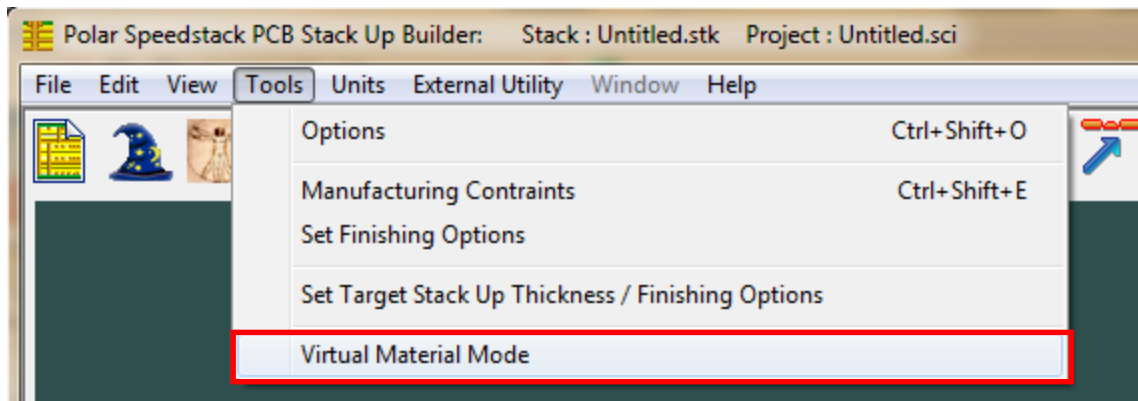 Polar Speedstack PCB Stack Up Builder: Stack : Untitled.stk Project : Untitled.sci
File Edit View Tools Units External Utility Window Help
Options Ctrl+Shift+O
Manufacturing Contraints Ctrl+Shift+E
Set Finishing Options
Set Target Stack Up Thickness / Finishing Options
Virtual Material Mode